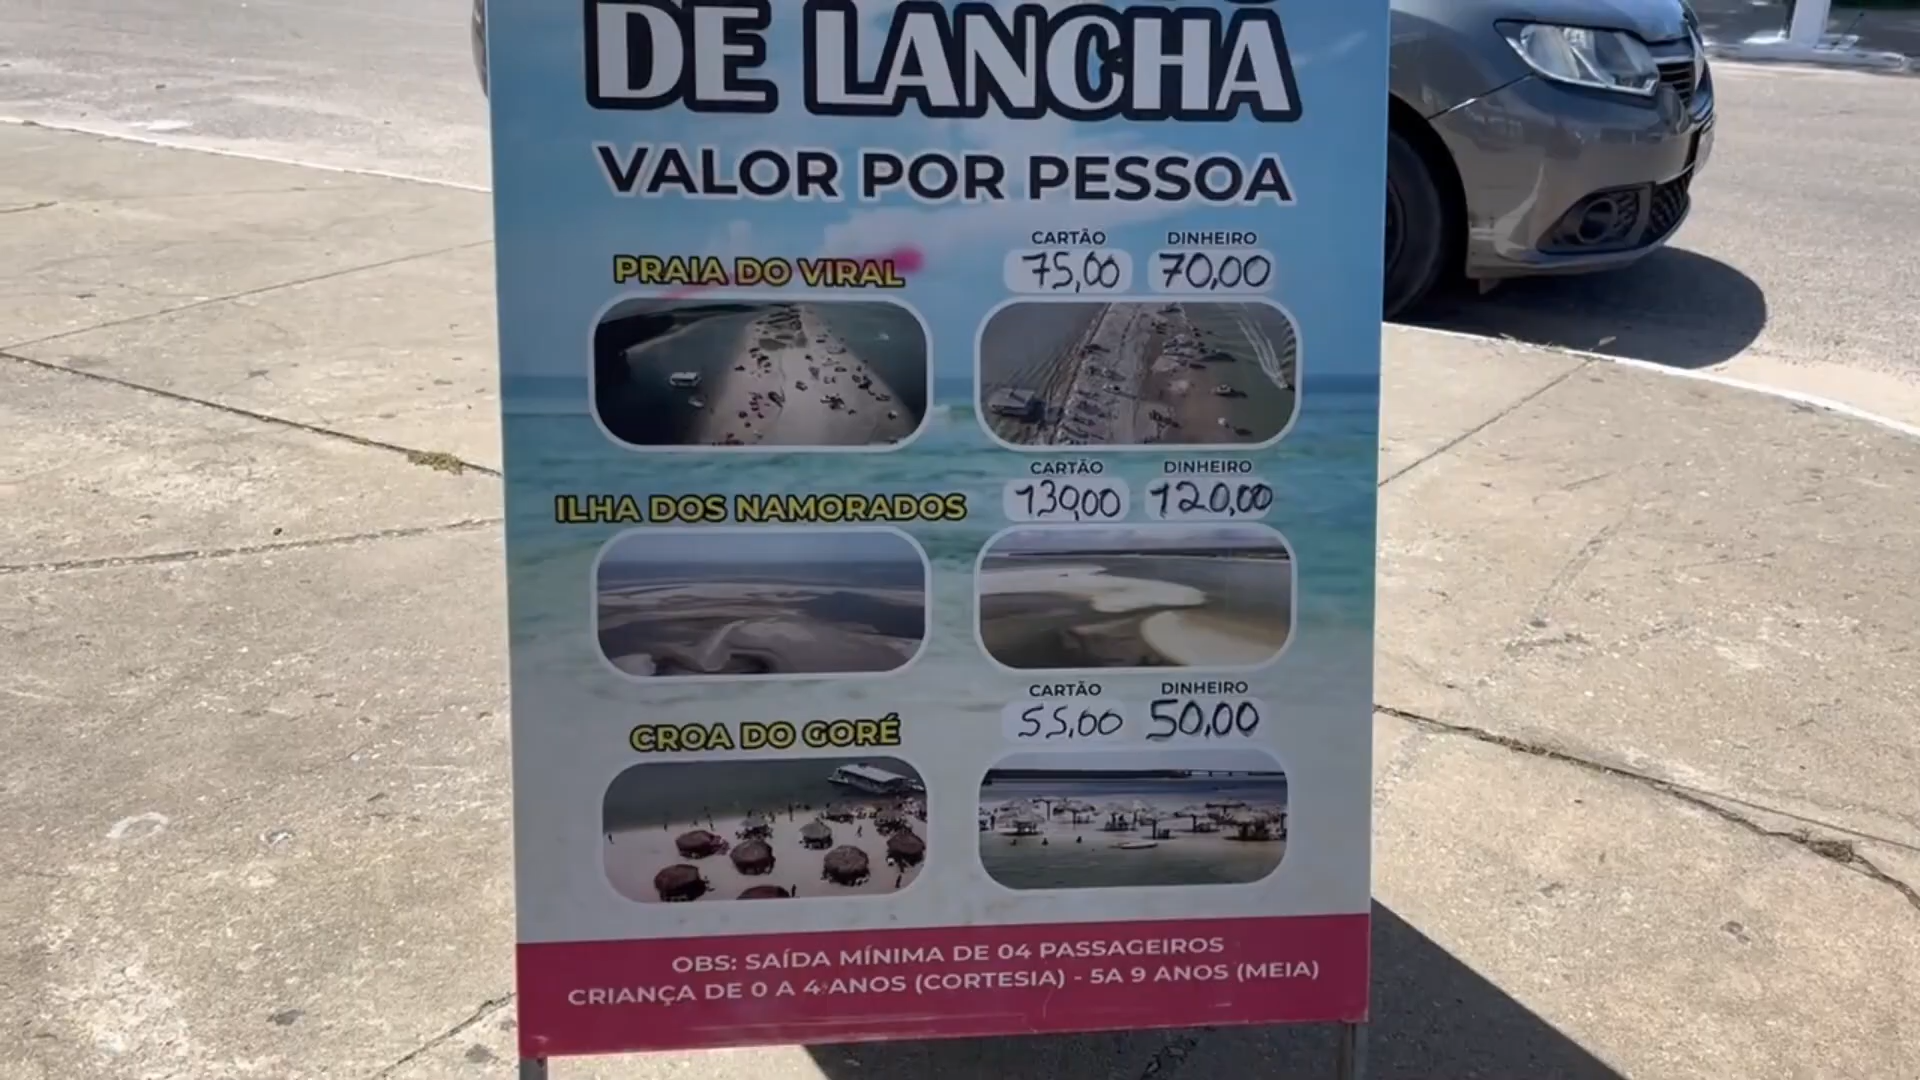 DE LANCHA
VALOR POR PESSOA
CARTÃO DINHEIRO
PRAIA DO VIRAL 75,00 70,00
CARTÃO DINHEIRO
ILHA DOS NAMORADOS 130,00 120,00
CARTÃO DINHEIRO
CROA DO GORÉ 55,00 50,00
OBS: SAÍDA MÍNIMA DE 04 PASSAGEIROS
CRIANÇA DE 0 A 4 ANOS (CORTESIA) - 5A 9 ANOS (MEIA)